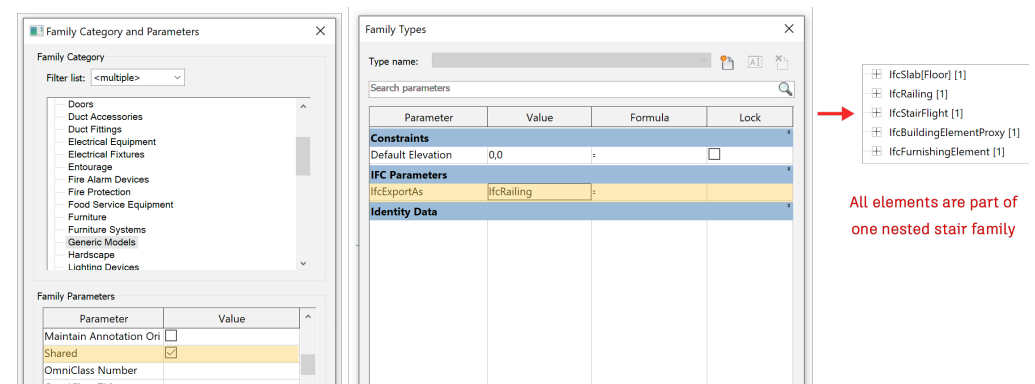 Family Category and Parameters
Family Category
Filter list: <multiple>
Doors
Duct Accessories
Duct Fittings
Electrical Equipment
Electrical Fixtures
Entourage
Fire Alarm Devices
Fire Protection
Food Service Equipment
Furniture
Furniture Systems
Generic Models
Hardscape
Lighting Devices
Family Parameters
Parameter Value
Maintain Annotation Ori
Shared
OmniClass Number
Family Types
Type name:
Search parameters
Parameter Value Formula Lock
Constraints
Default Elevation 0,0 =
IFC Parameters
IfcExportAs IfcRailing =
Identity Data
IfcSlab[Floor] [1]
IfcRailing [1]
IfcStairFlight [1]
IfcBuildingElementProxy [1]
IfcFurnishingElement [1]
All elements are part of
one nested stair family